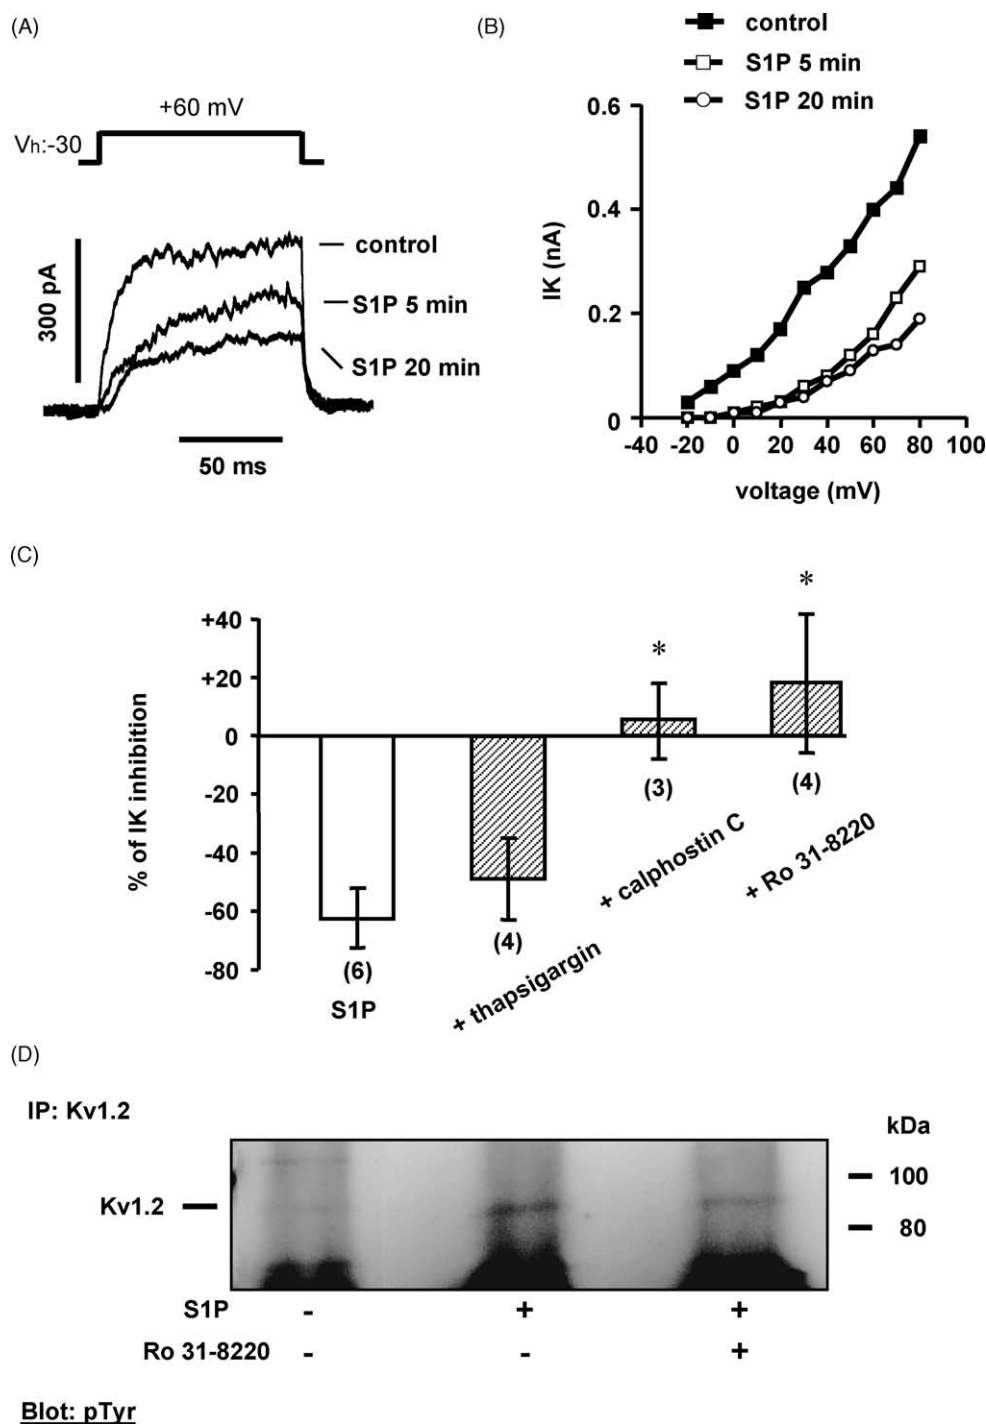 (A)
+60 mV
Vh:-30
300 pA
control
S1P 5 min
S1P 20 min
50 ms
(B)
control
S1P 5 min
S1P 20 min
IK (nA)
0.6
0.4
0.2
0
-40 -20 0 20 40 60 80 100
voltage (mV)
(C)
% of IK inhibition
+40
+20
0
-20
-40
-60
-80
* *
(6) (4) (3) (4)
S1P
+ thapsigargin
+ calphostin C
+ Ro 31-8220
(D)
IP: Kv1.2
kDa
Kv1.2
100
80
S1P - + +
Ro 31-8220 - - +
Blot: pTyr